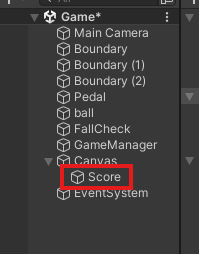 Game*
Main Camera
Boundary
Boundary (1)
Boundary (2)
Pedal
ball
FallCheck
GameManager
Canvas
Score
EventSystem